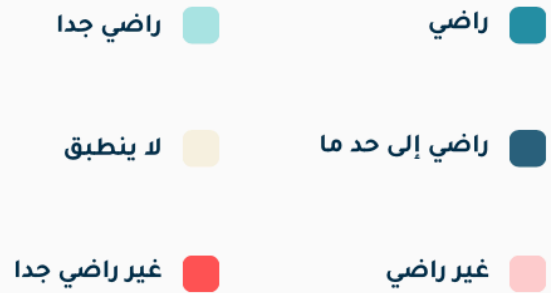 راضي
راضي جدا
راضي إلى حد ما
لا ينطبق
غير راضي
غير راضي جدا